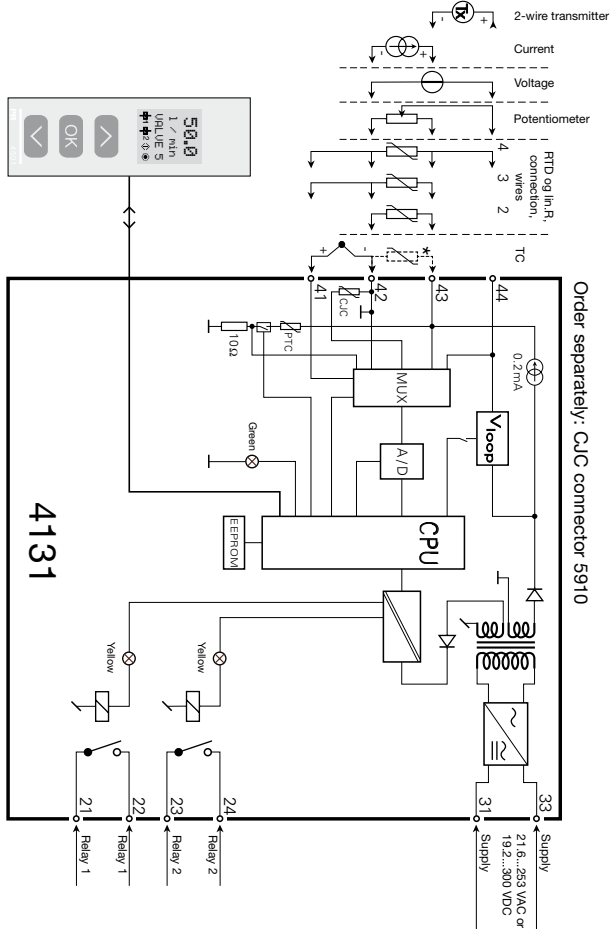 Order separately: CJC connector 5910
2-wire transmitter
Tx
- +
Current
- +
Voltage
Potentiometer
RTD og lin.R,
connection,
wires
4
3
2
TC
+ -
*
50.0
l / min
VALVE 5
1 2
OK
41
42
43
44
CJC
PTC
10Ω
0.2mA
MUX
Vloop
Green
A/D
CPU
EEPROM
4131
Yellow
Yellow
21
22
23
24
31
33
Relay 1
Relay 1
Relay 2
Relay 2
Supply
Supply
21.6...253 VAC or
19.2...300 VDC